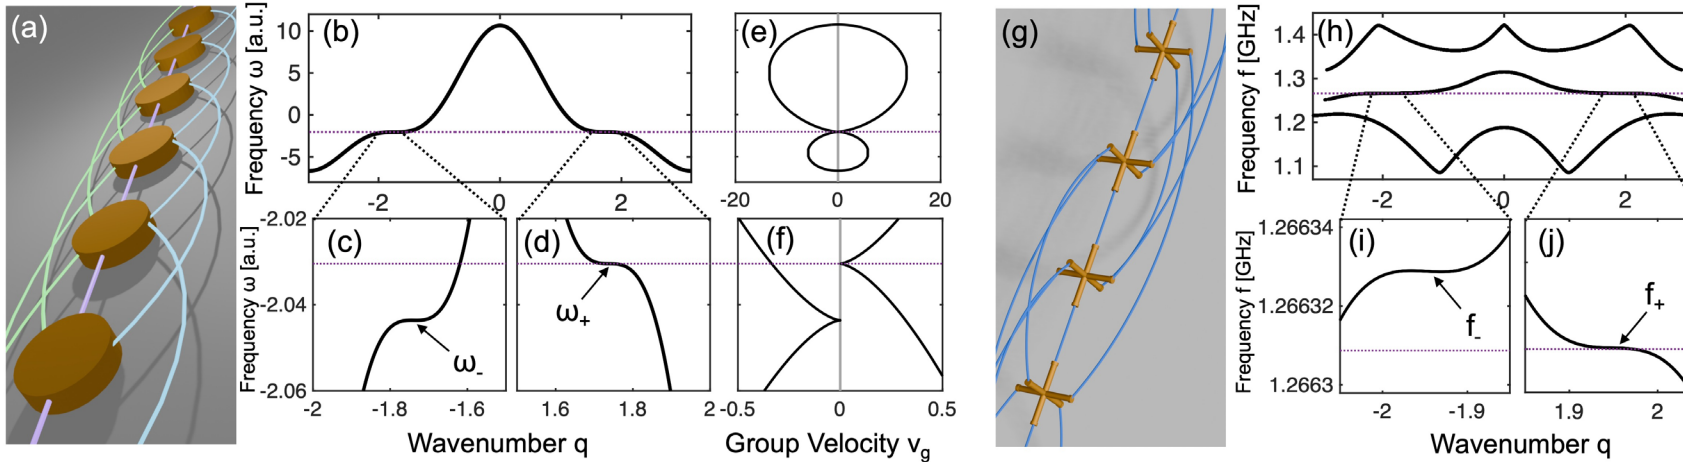 (a)
(b)
Frequency ω [a.u.]
10
5
0
-5
-2
0
2
(e)
-20
0
20
(c)
Frequency ω [a.u.]
-2.02
-2.04
-2.06
ω-
-2
-1.8
-1.6
(d)
ω+
1.6
1.8
2
Wavenumber q
(f)
-0.5
0
0.5
Group Velocity vg
(g)
(h)
Frequency f [GHz]
1.4
1.3
1.2
1.1
-2
0
2
(i)
Frequency f [GHz]
1.26634
1.26632
1.2663
f-
-2
-1.9
(j)
f+
1.9
2
Wavenumber q